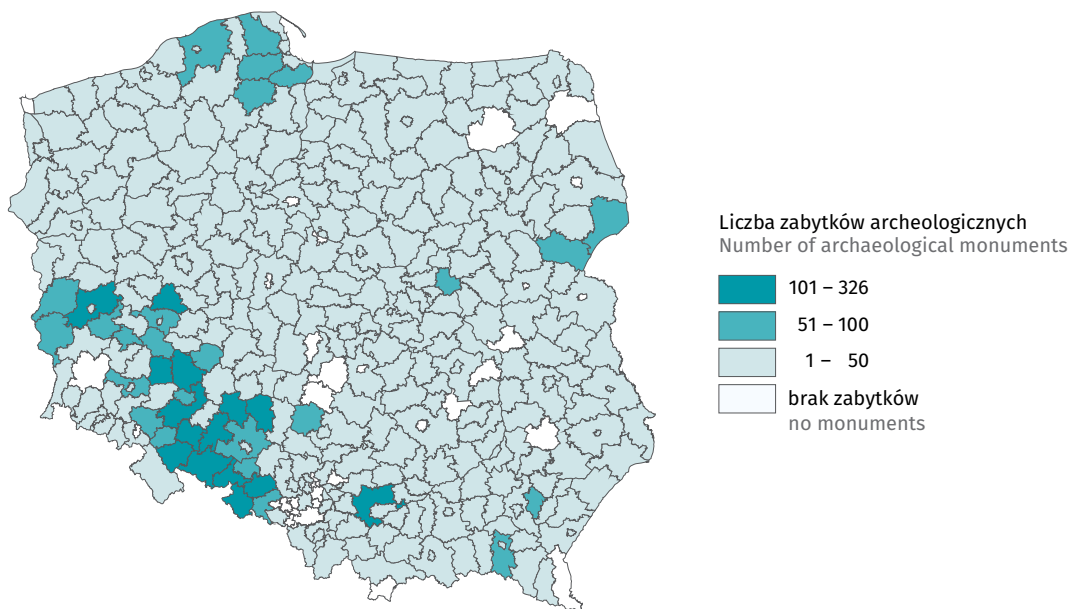 Liczba zabytków archeologicznych
Number of archaeological monuments
101 – 326
51 – 100
1 – 50
brak zabytków
no monuments